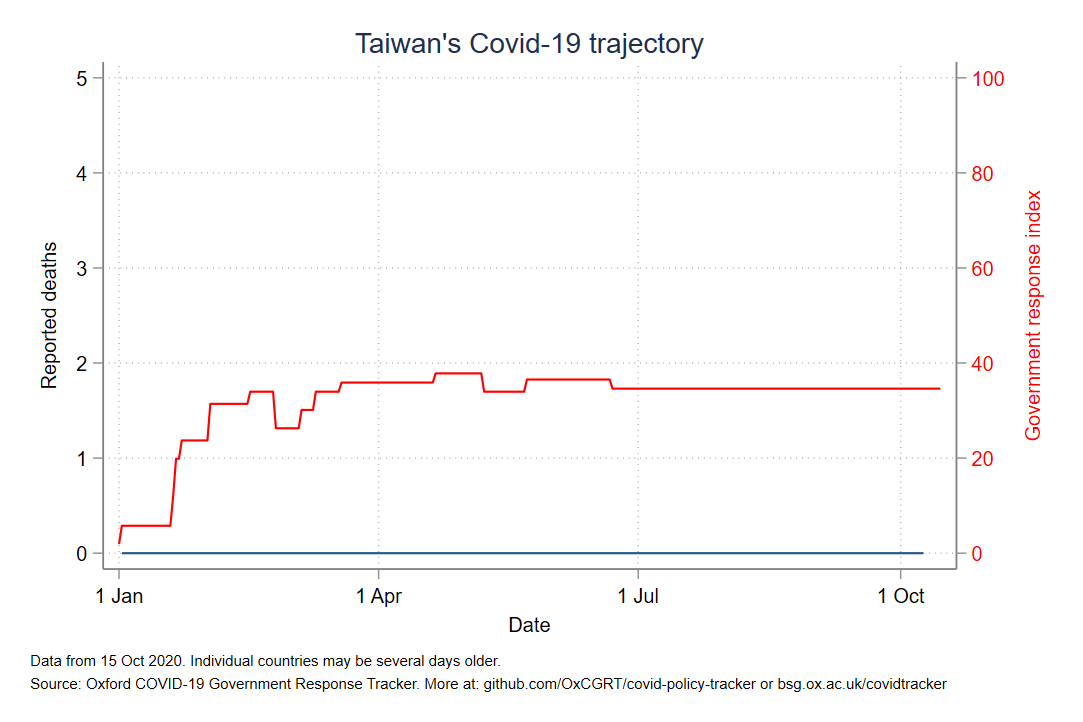 Taiwan's Covid-19 trajectory
5
4
3
2
1
0
Reported deaths
100
80
60
40
20
0
Government response index
1 Jan
1 Apr
1 Jul
1 Oct
Date
Data from 15 Oct 2020. Individual countries may be several days older.
Source: Oxford COVID-19 Government Response Tracker. More at: github.com/OxCGRT/covid-policy-tracker or bsg.ox.ac.uk/covidtracker